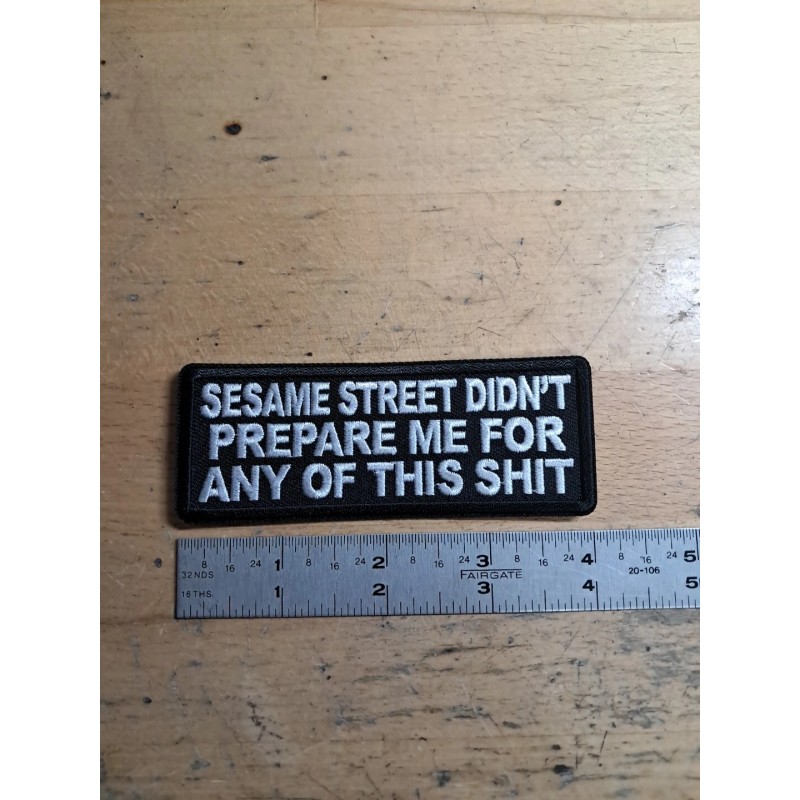 SESAME STREET DIDN'T
PREPARE ME FOR
ANY OF THIS SHIT
8 16 24 1 8 16 24 2 8 16 24 3 8 16 24 4 8 16 24 5
32NDS FAIRGATE 20-106
16THS 1 2 3 4 5